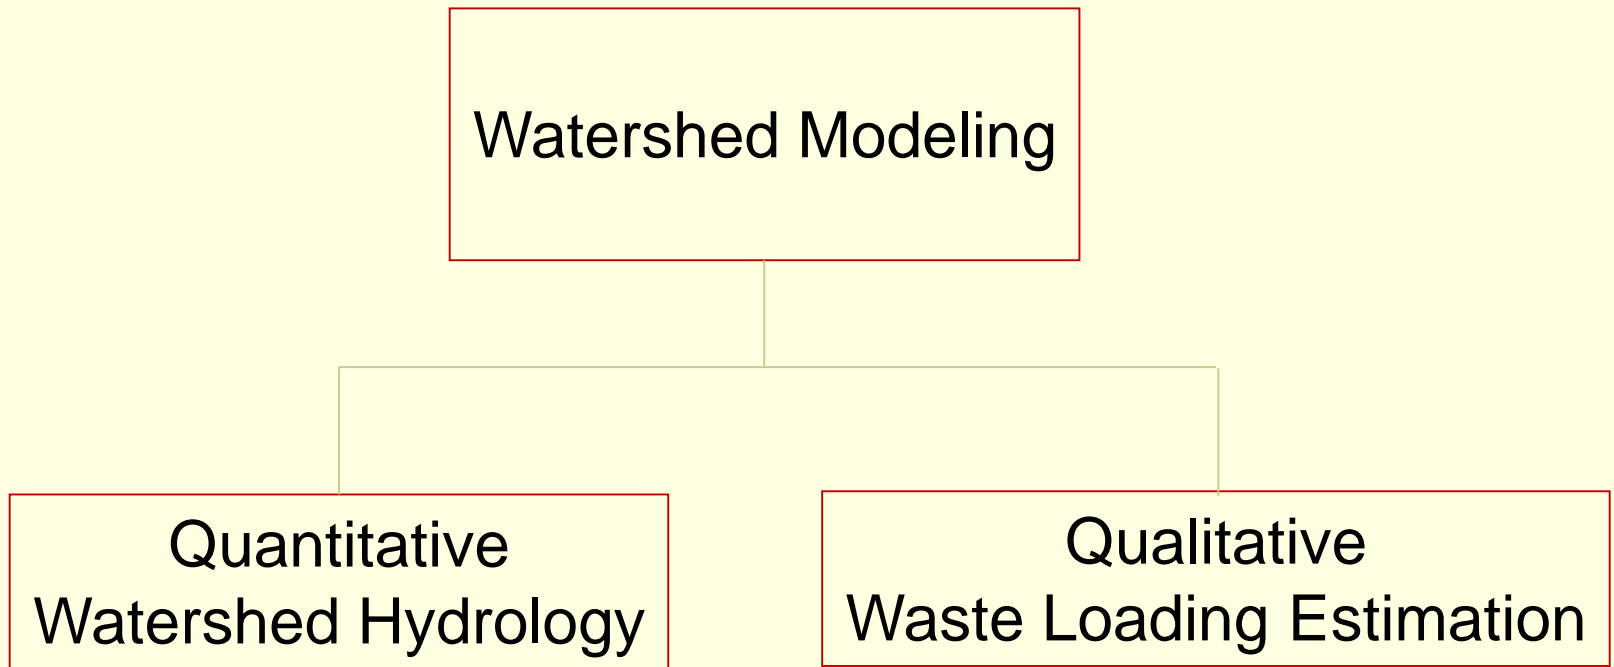 Watershed Modeling
Quantitative
Watershed Hydrology
Qualitative
Waste Loading Estimation